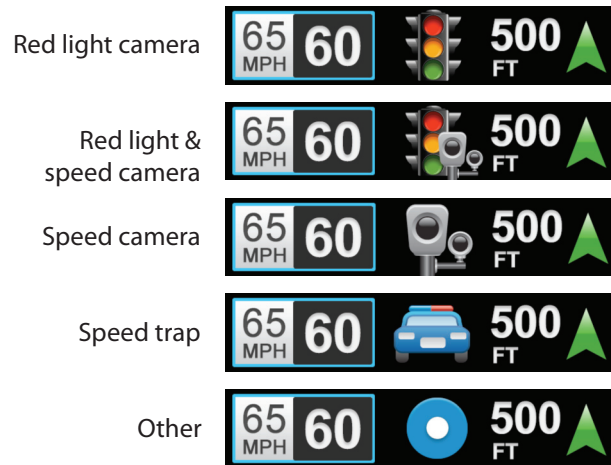 Red light camera
65
MPH
60
500
FT
Red light &
speed camera
65
MPH
60
500
FT
Speed camera
65
MPH
60
500
FT
Speed trap
65
MPH
60
500
FT
Other
65
MPH
60
500
FT